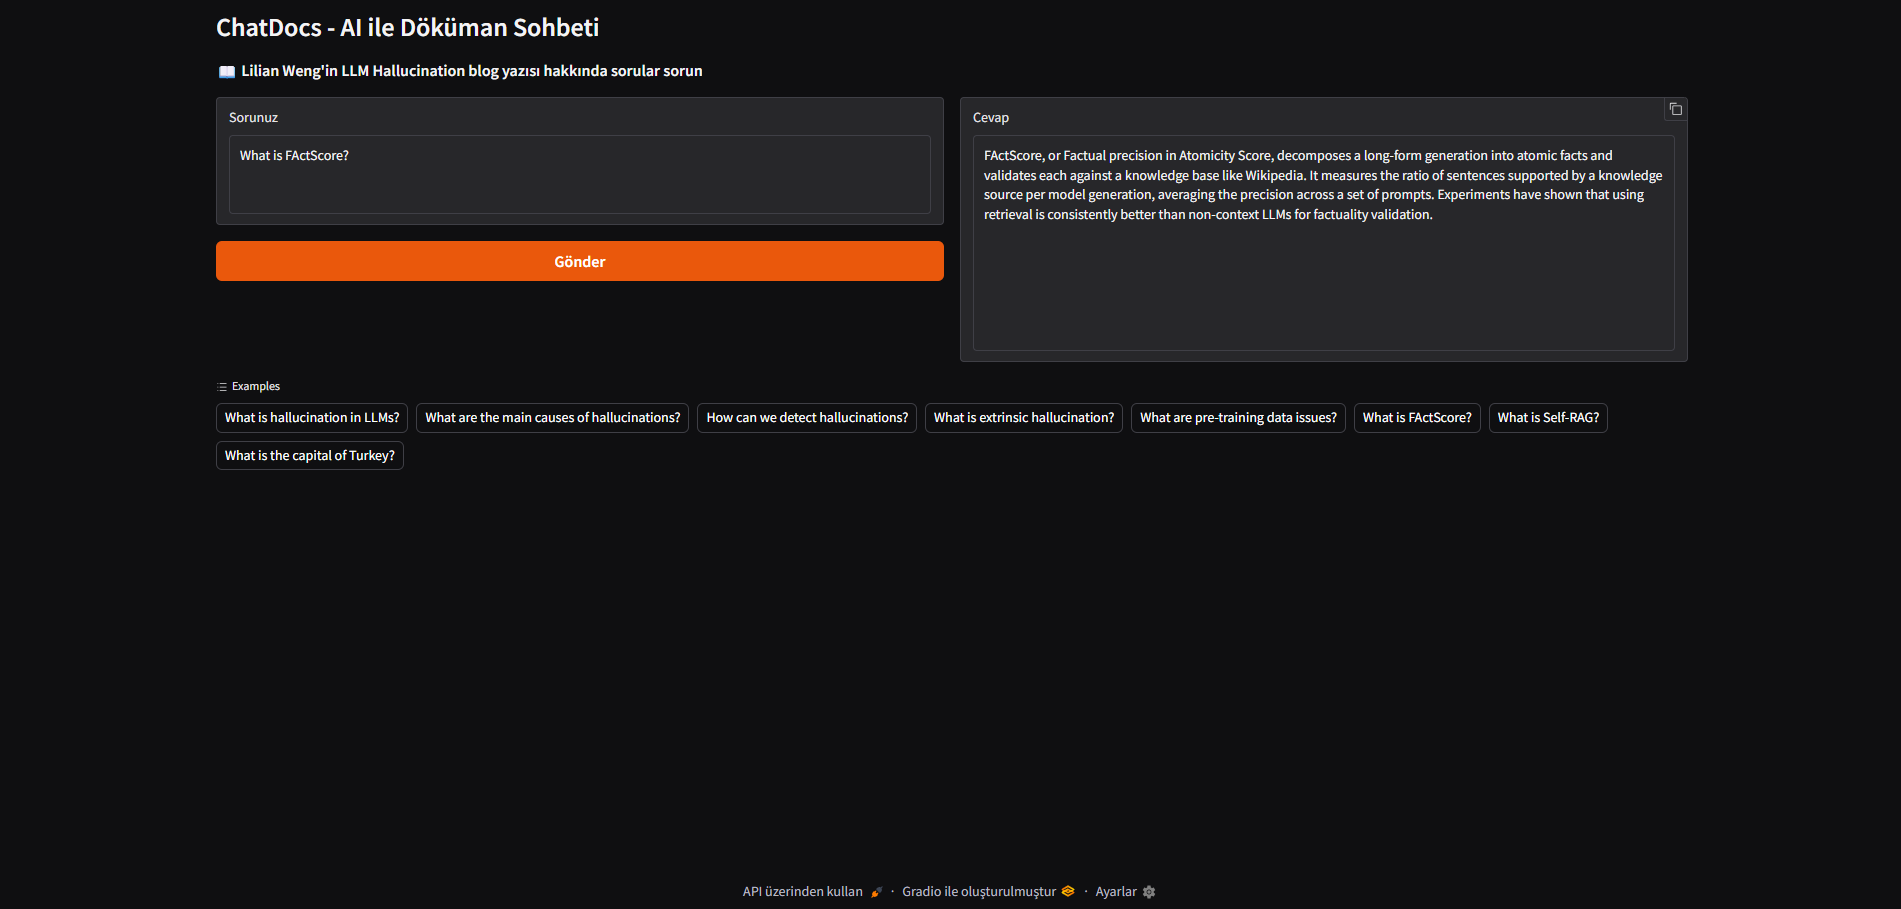 ChatDocs - AI ile Döküman Sohbeti
📖 Lilian Weng'in LLM Hallucination blog yazısı hakkında sorular sorun
Sorunuz
What is FActScore?
Gönder
Cevap
FActScore, or Factual precision in Atomicity Score, decomposes a long-form generation into atomic facts and
validates each against a knowledge base like Wikipedia. It measures the ratio of sentences supported by a knowledge
source per model generation, averaging the precision across a set of prompts. Experiments have shown that using
retrieval is consistently better than non-context LLMs for factuality validation.
Examples
What is hallucination in LLMs? What are the main causes of hallucinations? How can we detect hallucinations? What is extrinsic hallucination? What are pre-training data issues? What is FActScore? What is Self-RAG?
What is the capital of Turkey?
API üzerinden kullan 🚀 · Gradio ile oluşturulmuştur · Ayarlar ⚙